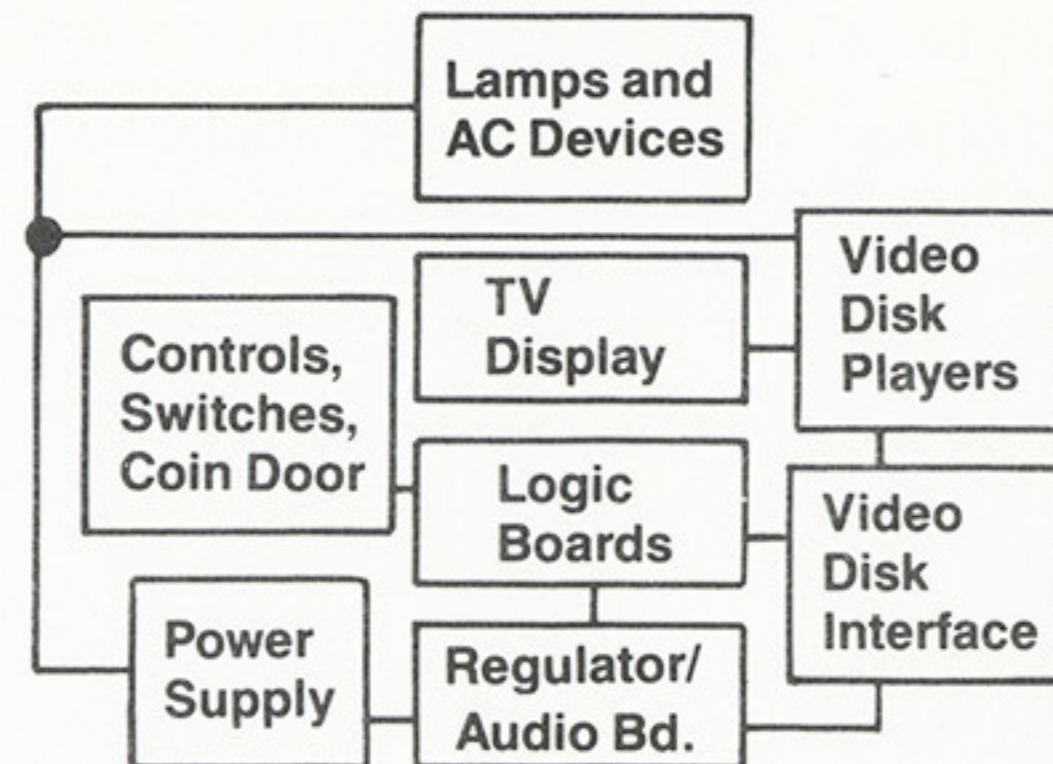 Lamps and
AC Devices
Video
Disk
Players
TV
Display
Controls,
Switches,
Coin Door
Logic
Boards
Video
Disk
Interface
Power
Supply
Regulator/
Audio Bd.